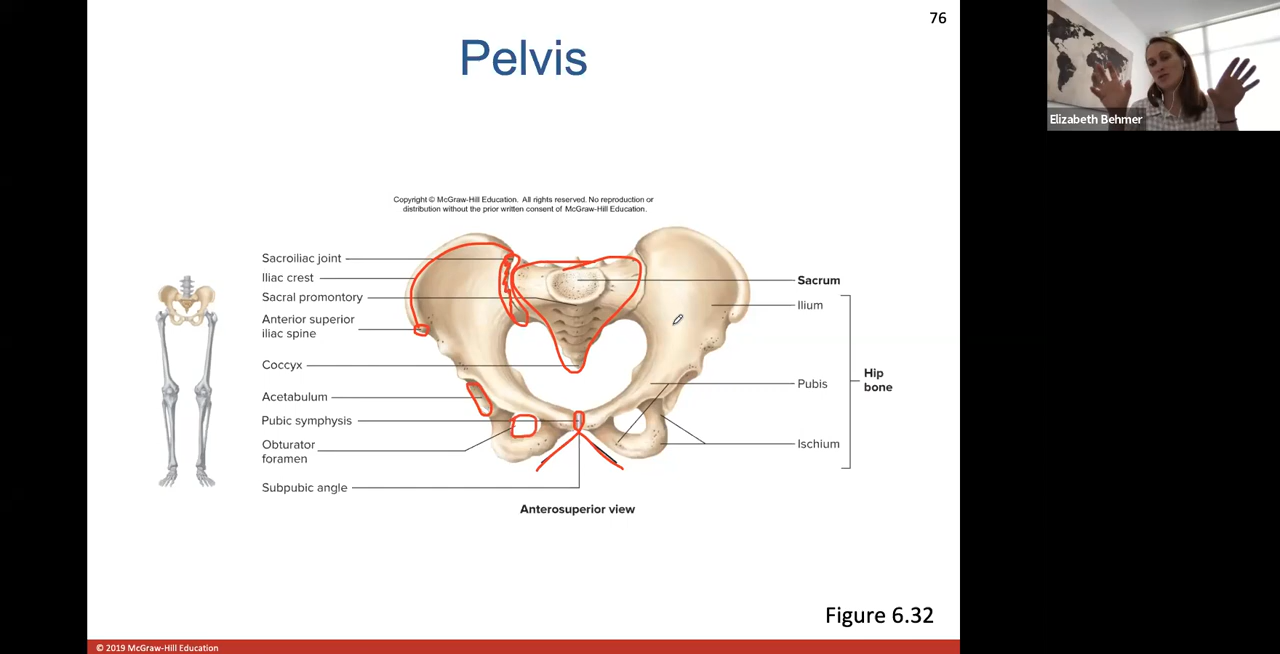 76
Pelvis
Elizabeth Behmer
Copyright © McGraw-Hill Education. All rights reserved. No reproduction or
distribution without the prior written consent of McGraw-Hill Education.
Sacroiliac joint
Iliac crest
Sacral promontory
Anterior superior
iliac spine
Coccyx
Acetabulum
Pubic symphysis
Obturator
foramen
Subpubic angle
Sacrum
Ilium
Hip
bone
Pubis
Ischium
Anterosuperior view
Figure 6.32
© 2019 McGraw-Hill Education